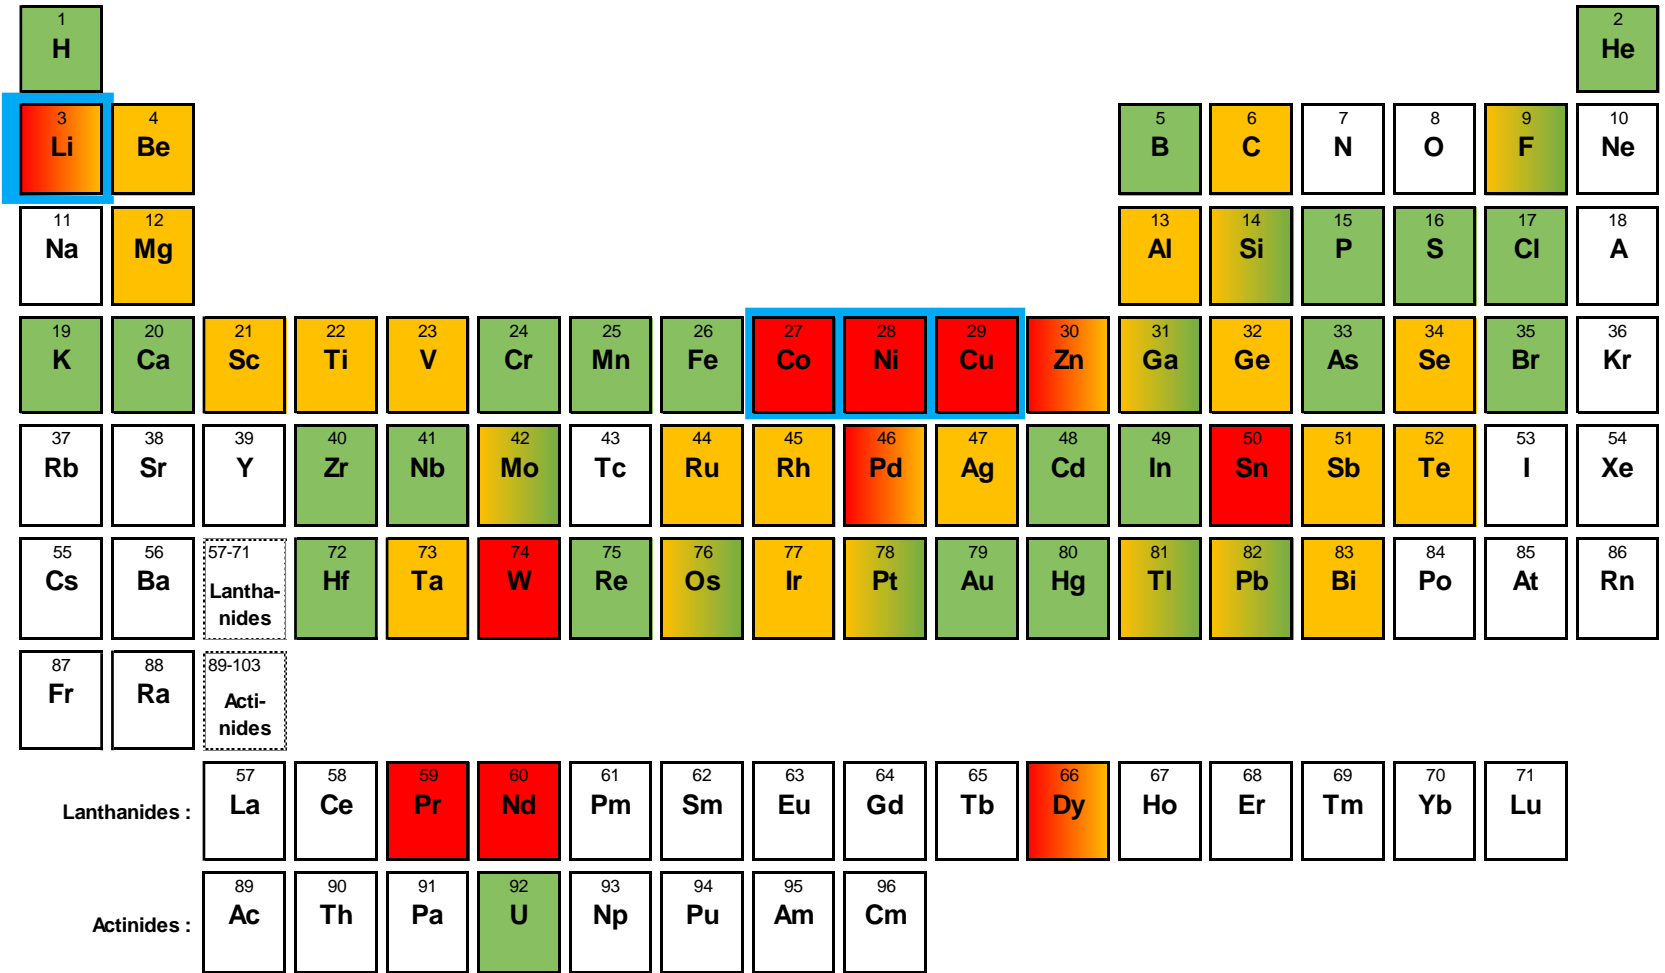 1 2
H He
3 4 5 6 7 8 9 10
Li Be B C N O F Ne
11 12 13 14 15 16 17 18
Na Mg Al Si P S Cl A
19 20 21 22 23 24 25 26 27 28 29 30 31 32 33 34 35 36
K Ca Sc Ti V Cr Mn Fe Co Ni Cu Zn Ga Ge As Se Br Kr
37 38 39 40 41 42 43 44 45 46 47 48 49 50 51 52 53 54
Rb Sr Y Zr Nb Mo Tc Ru Rh Pd Ag Cd In Sn Sb Te I Xe
55 56 57-71 72 73 74 75 76 77 78 79 80 81 82 83 84 85 86
Cs Ba Lantha- Hf Ta W Re Os Ir Pt Au Hg Tl Pb Bi Po At Rn
nides
87 88 89-103
Fr Ra Acti-
nides
57 58 59 60 61 62 63 64 65 66 67 68 69 70 71
Lanthanides : La Ce Pr Nd Pm Sm Eu Gd Tb Dy Ho Er Tm Yb Lu
89 90 91 92 93 94 95 96
Actinides : Ac Th Pa U Np Pu Am Cm